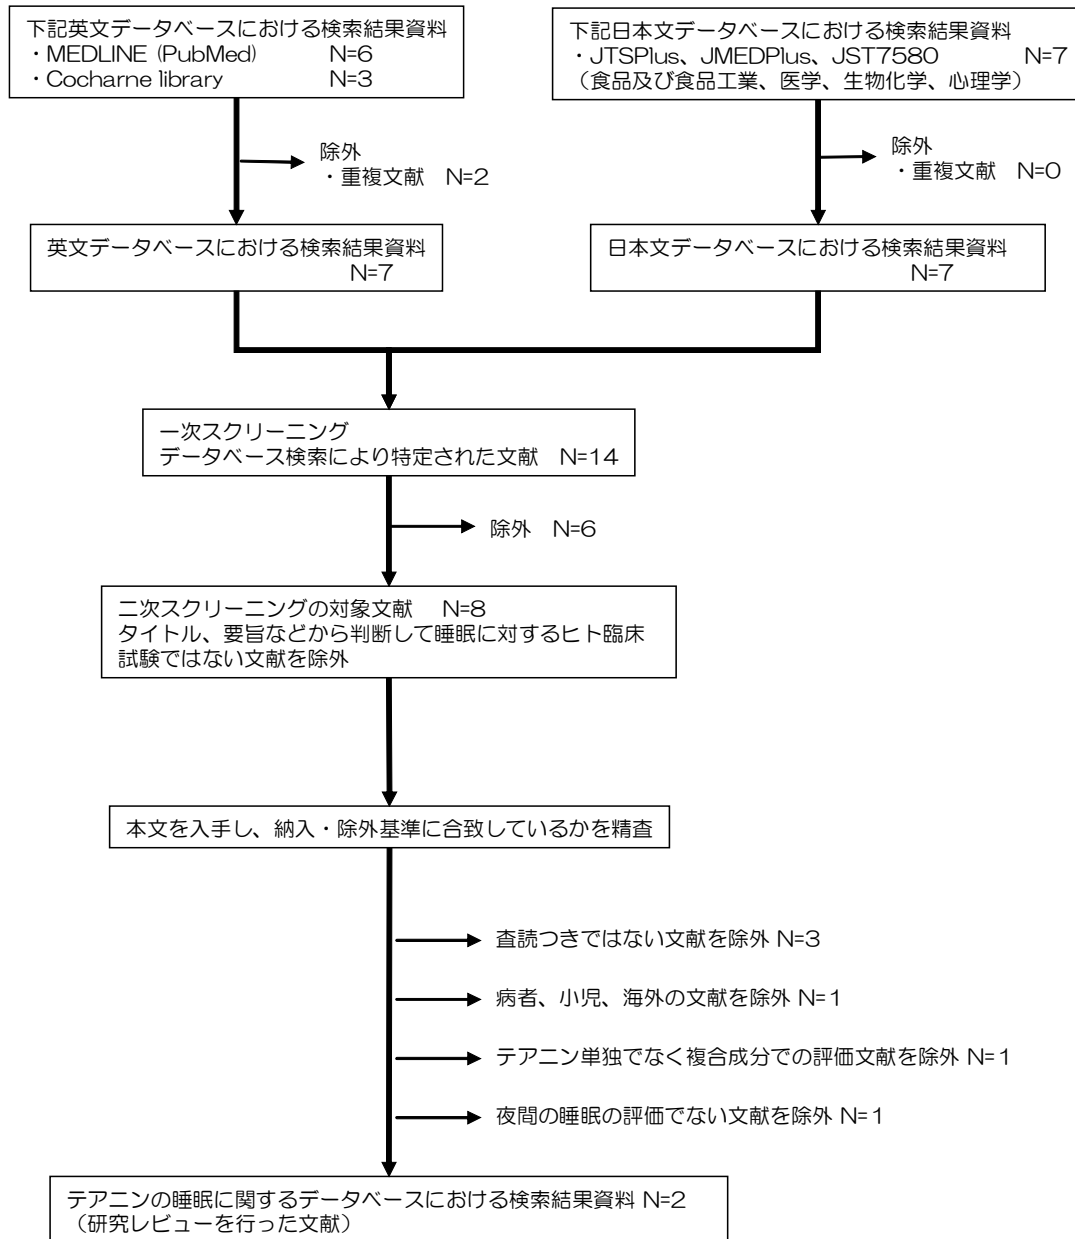 下記英文データベースにおける検索結果資料
・MEDLINE (PubMed) N=6
・Cocharne library N=3
下記日本文データベースにおける検索結果資料
・JTSPlus、JMEDPlus、JST7580 N=7
（食品及び食品工業、医学、生物化学、心理学）
除外
・重複文献 N=2
除外
・重複文献 N=0
英文データベースにおける検索結果資料
N=7
日本文データベースにおける検索結果資料
N=7
一次スクリーニング
データベース検索により特定された文献 N=14
除外 N=6
二次スクリーニングの対象文献 N=8
タイトル、要旨などから判断して睡眠に対するヒト臨床
試験ではない文献を除外
本文を入手し、納入・除外基準に合致しているかを精査
査読つきではない文献を除外 N=3
病者、小児、海外の文献を除外 N=1
テアニン単独でなく複合成分での評価文献を除外 N=1
夜間の睡眠の評価でない文献を除外 N=1
テアニンの睡眠に関するデータベースにおける検索結果資料 N=2
（研究レビューを行った文献）